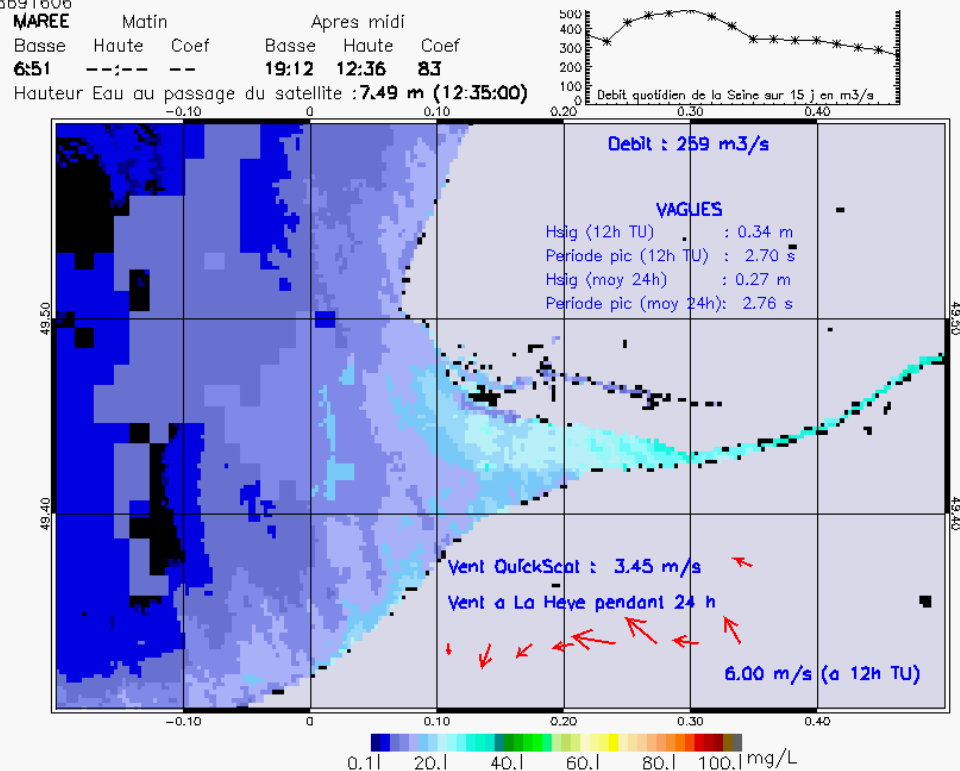 MAREE Matin Apres midi
Basse Haute Coef Basse Haute Coef
6:51 --:-- -- 19:12 12:36 83
Hauteur Eau au passage du satellite :7.49 m (12:35:00)
500
400
300
200
100
0
Debit quotidien de la Seine sur 15 j en m3/s
-0.10 0 0.10 0.20 0.30 0.40
Debit : 259 m3/s
VAGUES
Hsig (12h TU) : 0.34 m
Periode pic (12h TU) : 2.70 s
Hsig (moy 24h) : 0.27 m
Periode pic (moy 24h): 2.76 s
49.50 49.50
49.40 49.40
Vent QuickScat : 3.45 m/s
Vent a La Heve pendant 24 h
6.00 m/s (a 12h TU)
-0.10 0 0.10 0.20 0.30 0.40
0.1| 20.| 40.| 60.| 80.| 100.| mg/L